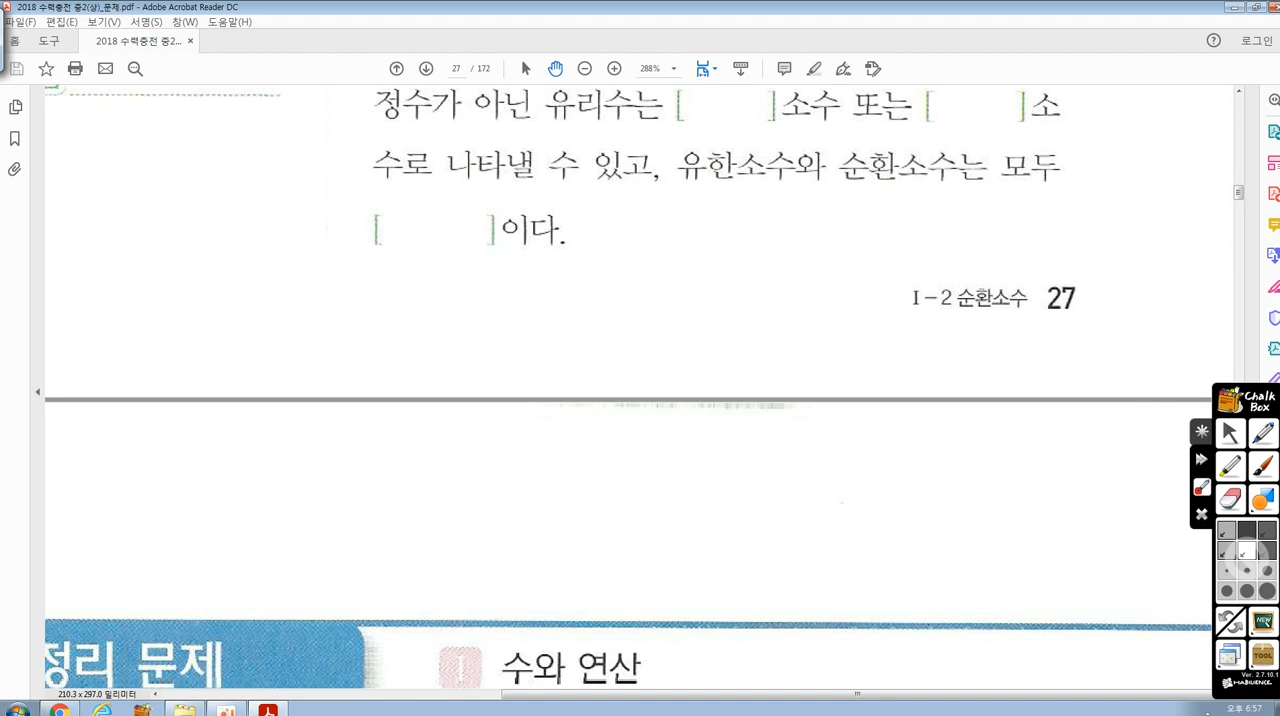 2018 수력충전 중2(상)_문제.pdf - Adobe Acrobat Reader DC
파일(F) 편집(E) 보기(V) 서명(S) 창(W) 도움말(H)
홈 도구 2018 수력충전 중2... × 로그인
27 / 172 288%
정수가 아닌 유리수는 [ ]소수 또는 [ ]소
수로 나타낼 수 있고, 유한소수와 순환소수는 모두
[ ]이다.
I-2 순환소수 27
Chalk
Box
NEW
TOOL
Ver. 2.7.10.1
정리 문제
I 수와 연산
210.3 x 297.0 밀리미터
오후 6:57